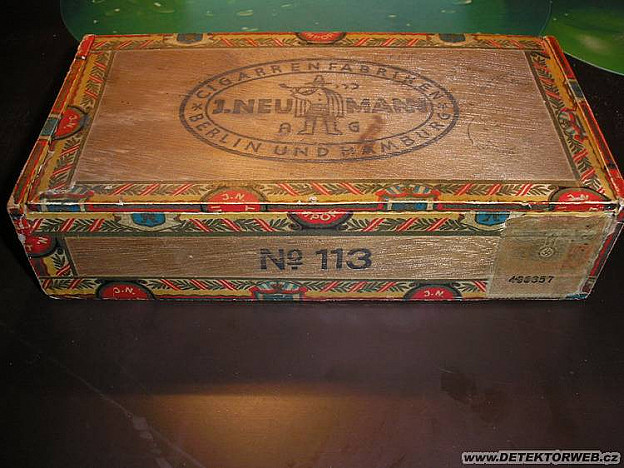 CIGARRENFABRIKEN
J. NEUMANN
A G
BERLIN UND HAMBURG
J.N.
J.N.
No 113
J.N.
J.N.
www.DETEKTORWEB.cz